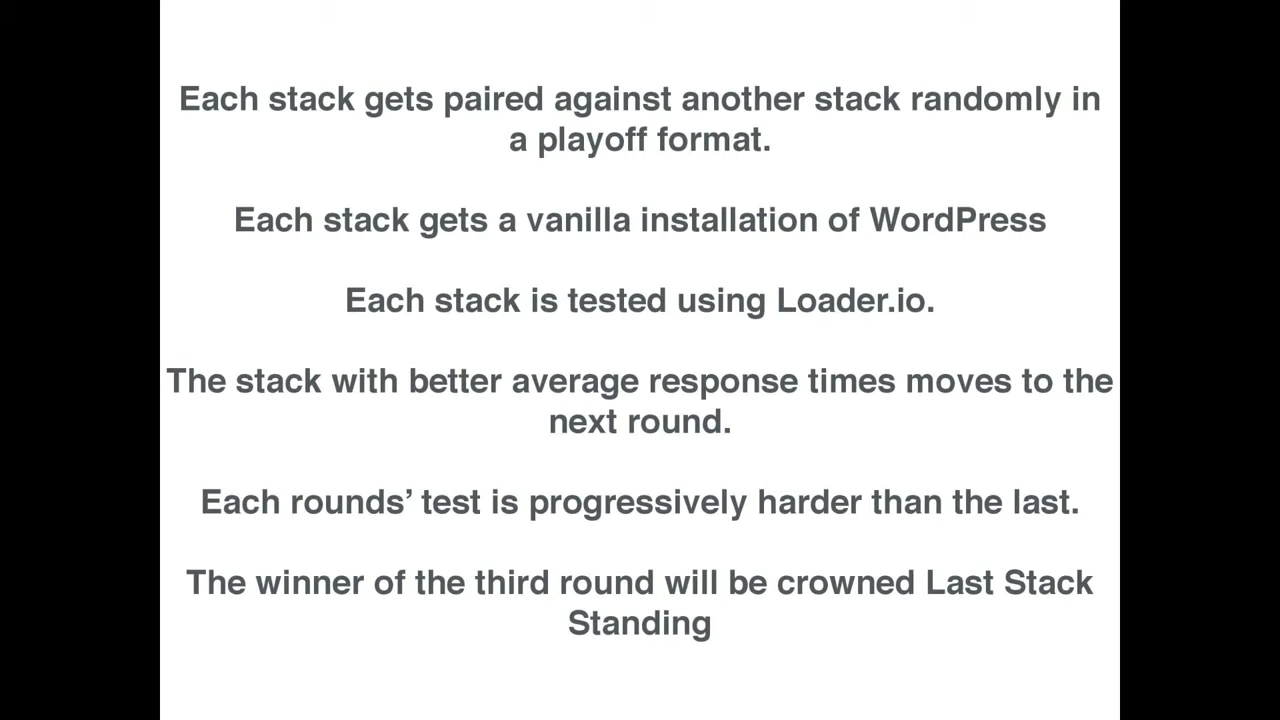 Each stack gets paired against another stack randomly in
a playoff format.
Each stack gets a vanilla installation of WordPress
Each stack is tested using Loader.io.
The stack with better average response times moves to the
next round.
Each rounds’ test is progressively harder than the last.
The winner of the third round will be crowned Last Stack
Standing